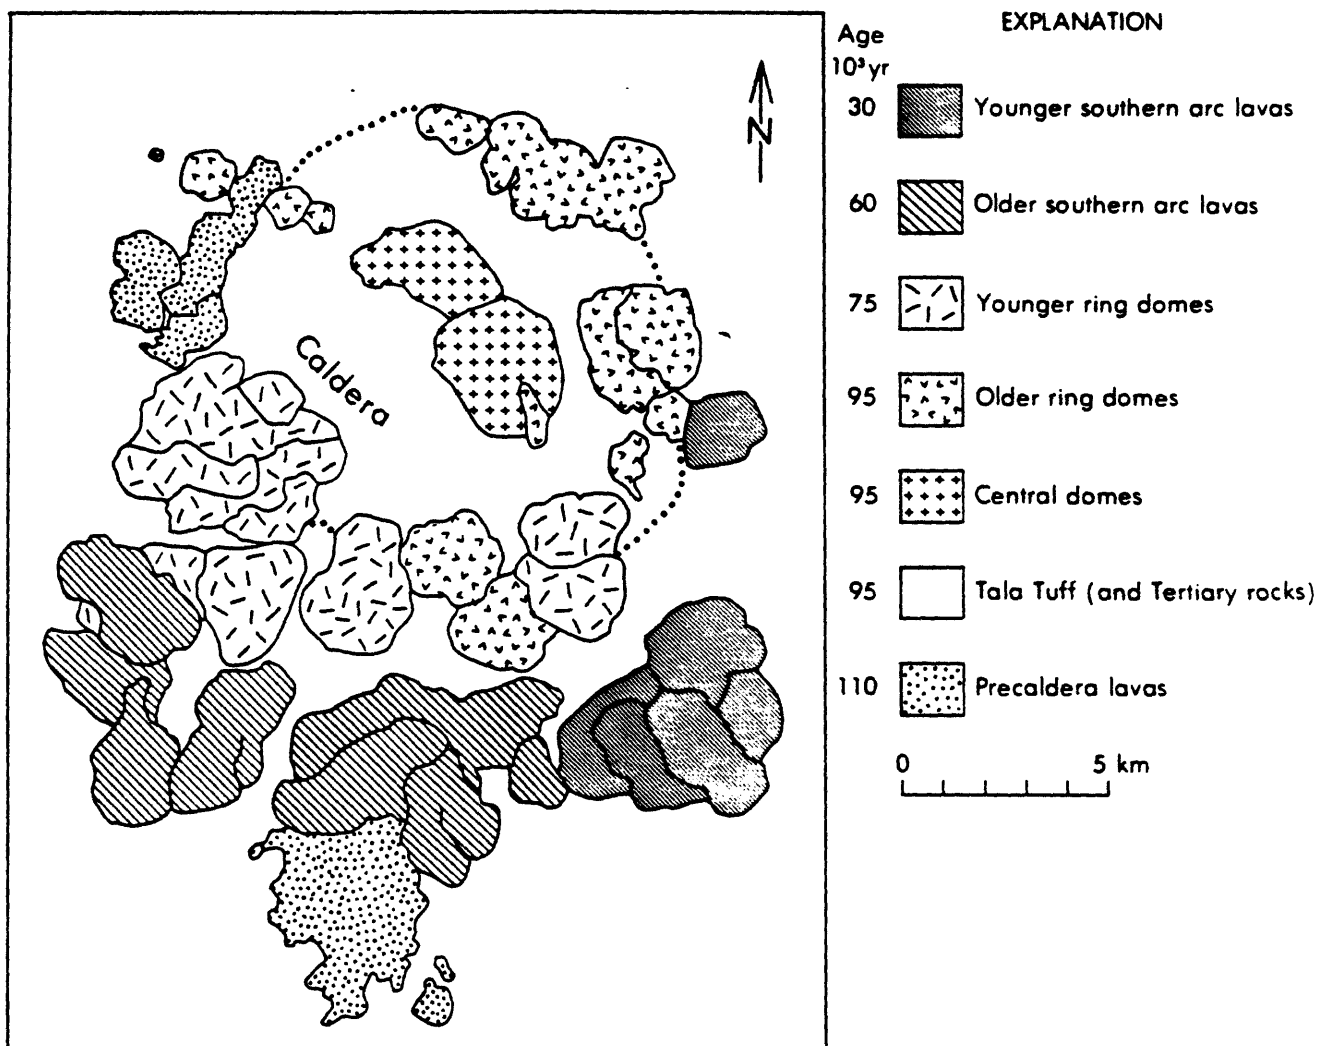 EXPLANATION
Age
10³yr
30 Younger southern arc lavas
60 Older southern arc lavas
75 Younger ring domes
95 Older ring domes
95 Central domes
95 Tala Tuff (and Tertiary rocks)
110 Precaldera lavas
0 5 km
N
Caldera